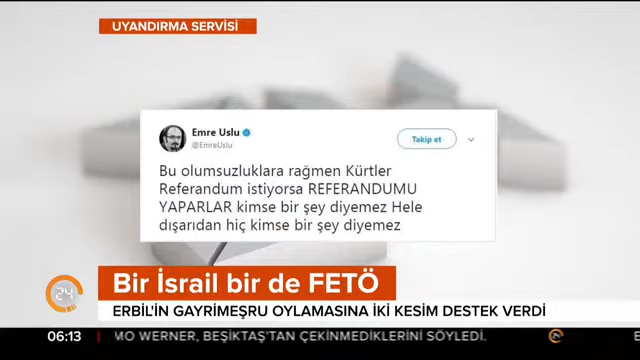 UYANDIRMA SERVİSİ
Emre Uslu
@EmreUslu
Takip et
Bu olumsuzluklara rağmen Kürtler
Referandum istiyorsa REFERANDUMU
YAPARLAR kimse bir şey diyemez Hele
dışarıdan hiç kimse bir şey diyemez
24
Bir İsrail bir de FETÖ
ERBİL'İN GAYRİMEŞRU OYLAMASINA İKİ KESİM DESTEK VERDİ
06:13
MO WERNER, BEŞİKTAŞ'TAN ÇEKİNMEDİKLERİNİ SÖYLEDİ.